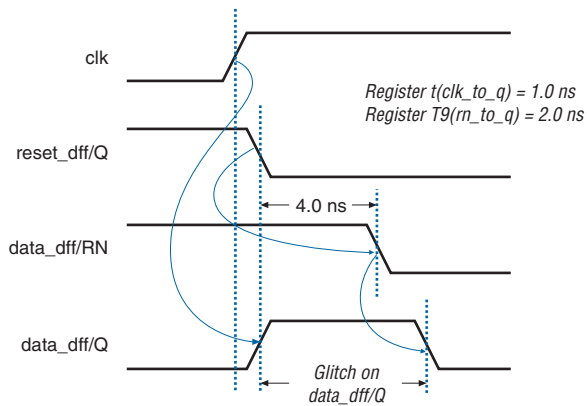 clk
Register t(clk_to_q) = 1.0 ns
Register T9(rn_to_q) = 2.0 ns
reset_dff/Q
4.0 ns
data_dff/RN
data_dff/Q
Glitch on
data_dff/Q